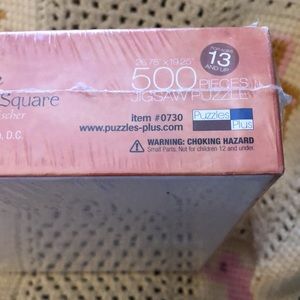 Square
scher
, D.C.
26.75" x 19.25"
500 PIECES
JIGSAW PUZZLE
FOR AGES
13
AND UP
item #0730
www.puzzles-plus.com
Puzzles
Plus
WARNING: CHOKING HAZARD
Small Parts. Not for children 12 and under.